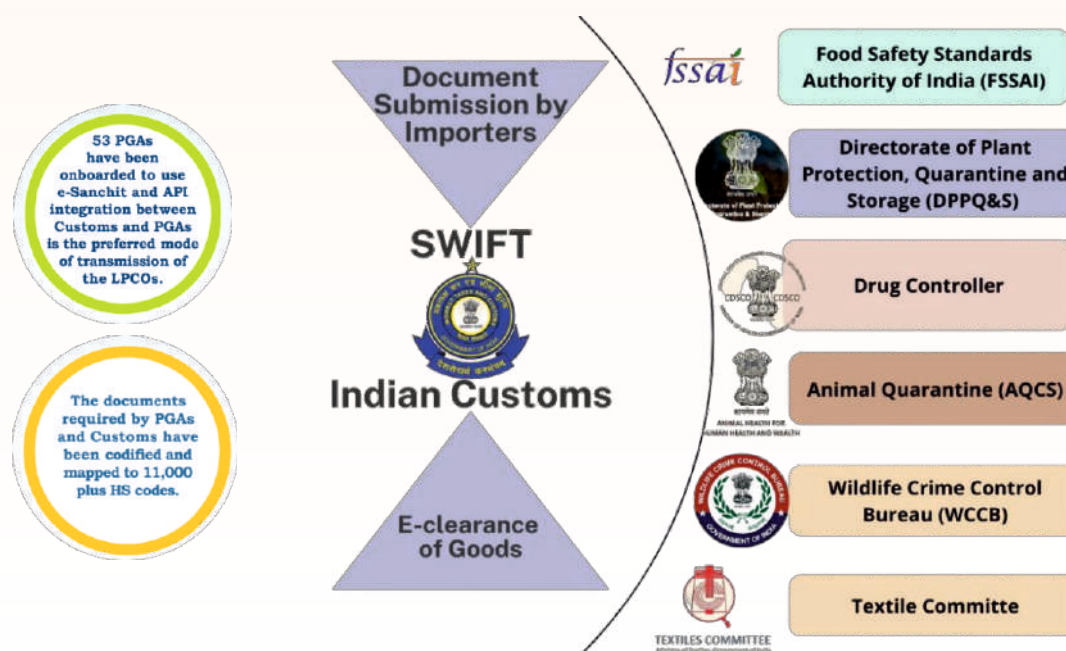 53 PGAs
have been
onboarded to use
e-Sanchit and API
integration between
Customs and PGAs
is the preferred mode
of transmission of
the LPCOs.
The documents
required by PGAs
and Customs have
been codified and
mapped to 11,000
plus HS codes.
Document
Submission by
Importers
SWIFT
Indian Customs
E-clearance
of Goods
fssai
Food Safety Standards
Authority of India (FSSAI)
Directorate of Plant
Protection, Quarantine and
Storage (DPPQ&S)
CDSCO CDSCO
Drug Controller
सत्यमेव जयते
ANIMAL HEALTH FOR
HUMAN HEALTH AND WEALTH
Animal Quarantine (AQCS)
WILDLIFE CRIME CONTROL BUREAU
GOVERNMENT OF INDIA
Wildlife Crime Control
Bureau (WCCB)
TEXTILES COMMITTEE
Textile Committe